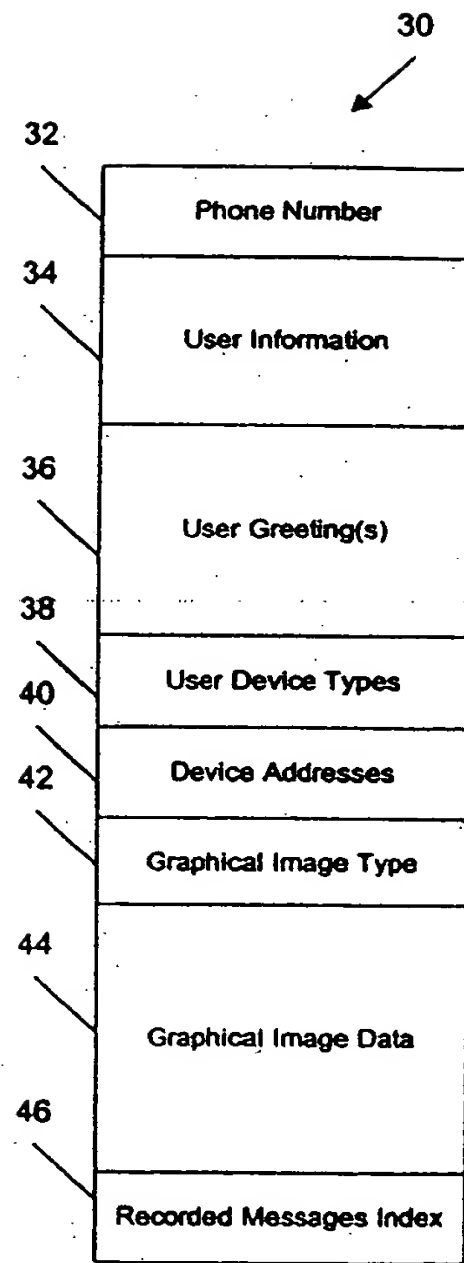 30
32
Phone Number
34
User Information
36
User Greeting(s)
38
User Device Types
40
Device Addresses
42
Graphical Image Type
44
Graphical Image Data
46
Recorded Messages Index